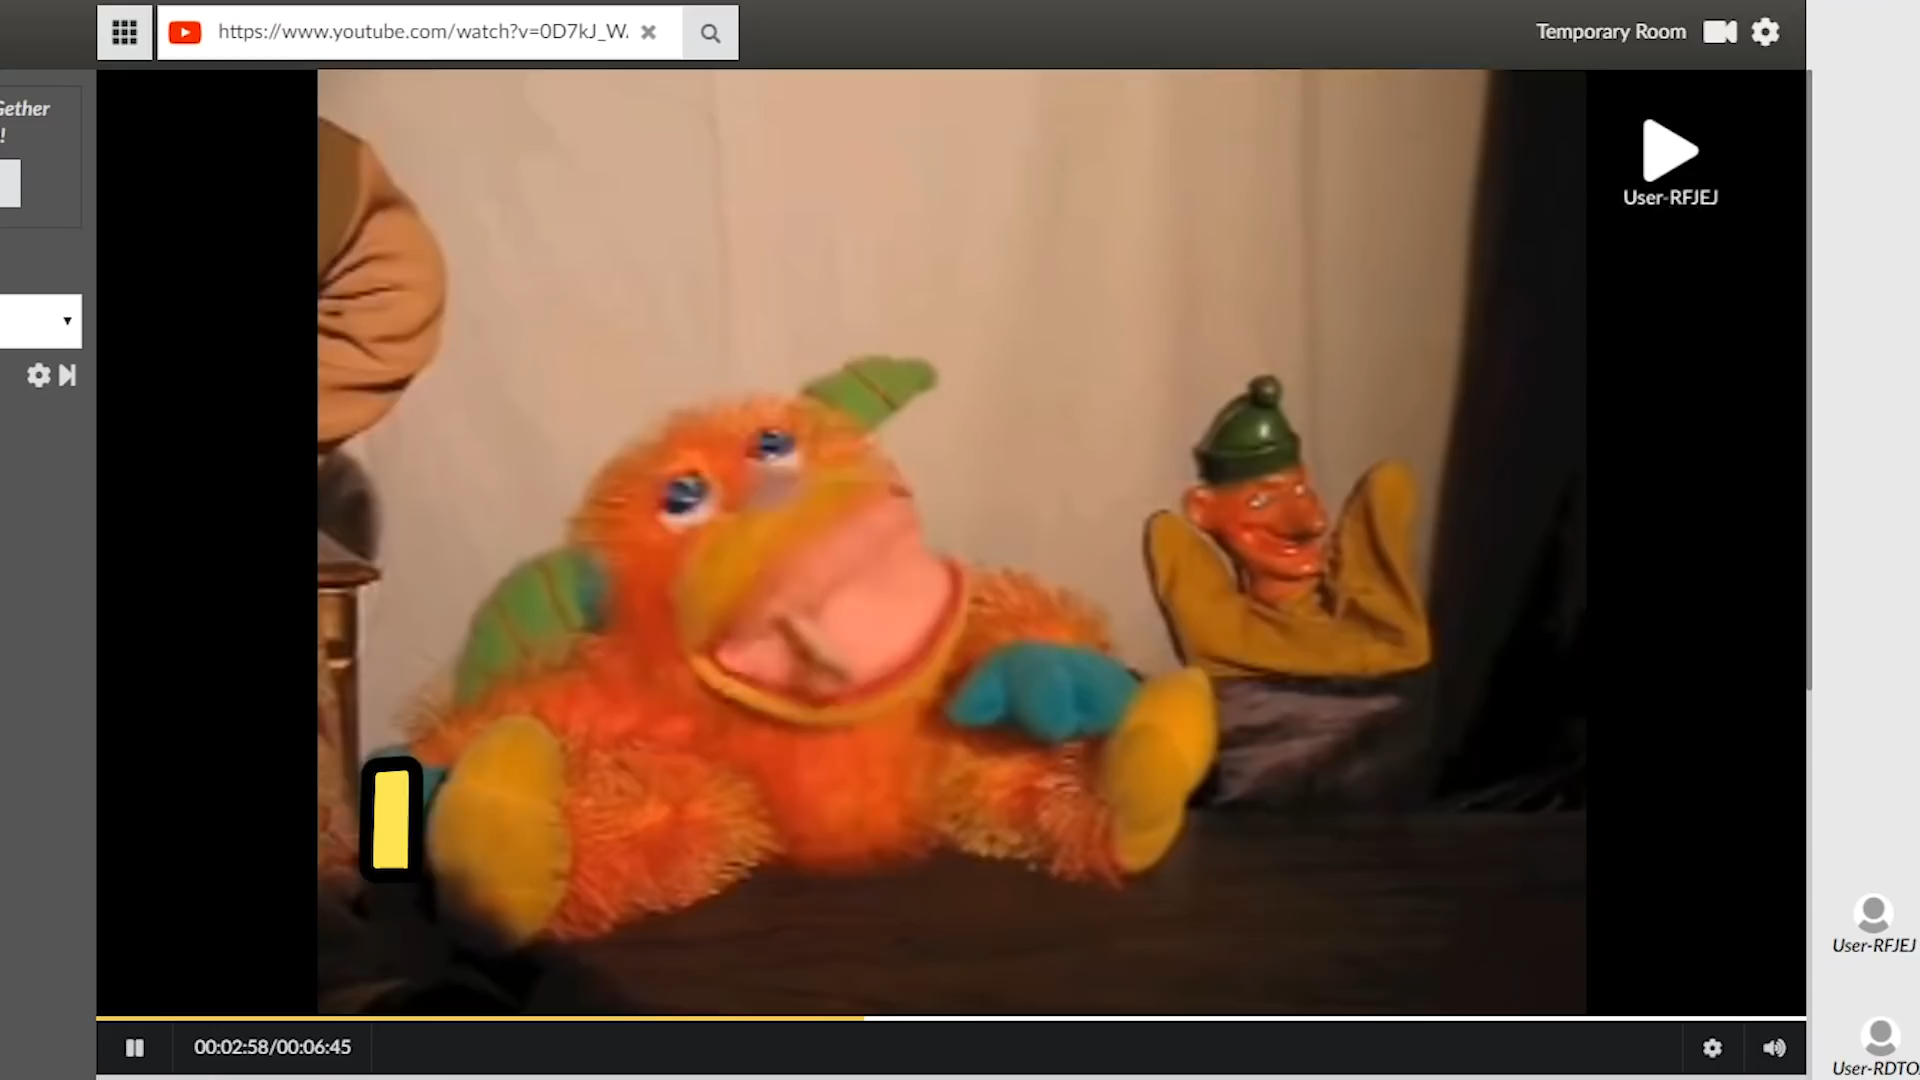 https://www.youtube.com/watch?v=0D7kJ_W
Temporary Room
Gether
!
User-RFJEJ
User-RFJEJ
00:02:58/00:06:45
User-RDTO